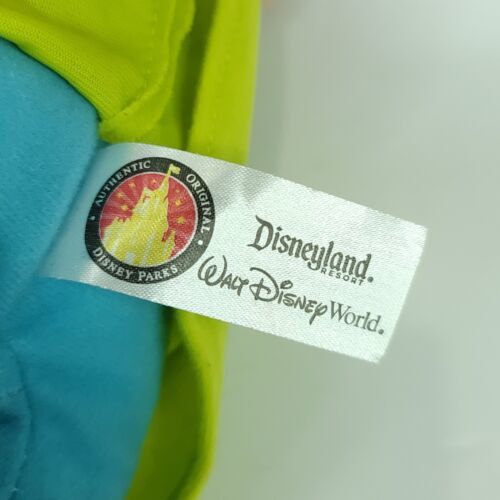 AUTHENTIC ORIGINAL
DISNEY PARKS
Disneyland®
RESORT
WALT DISNEY World®